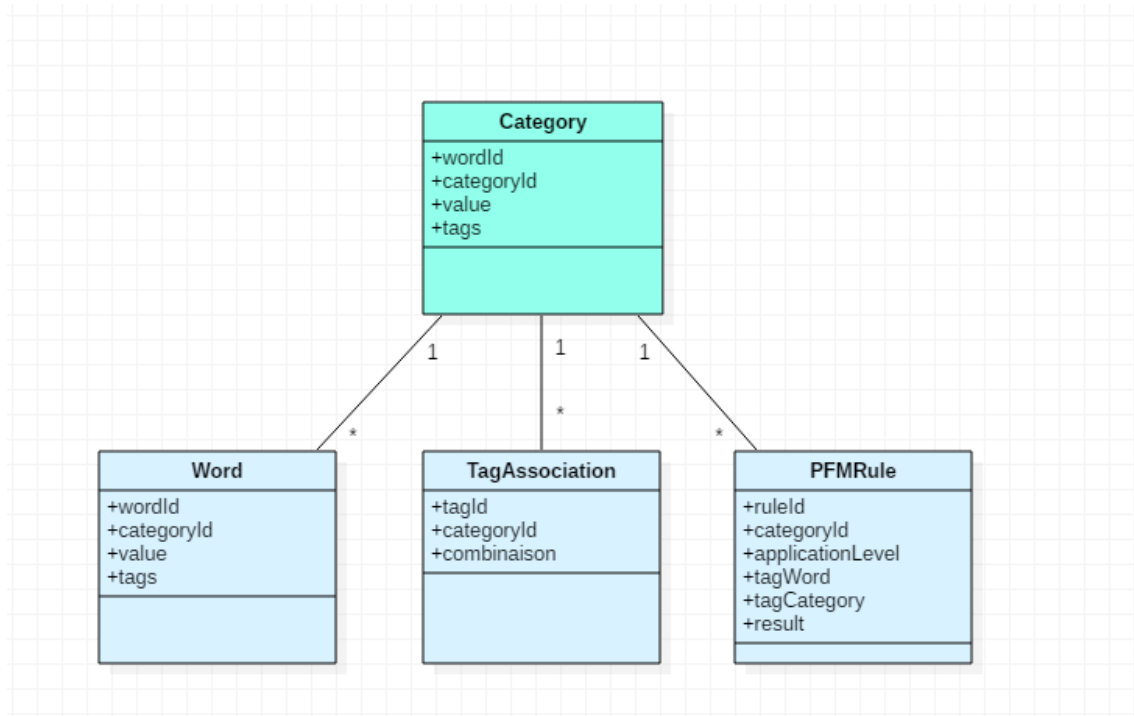 Category
+wordId
+categoryId
+value
+tags
1
1
1
*
*
*
Word
+wordId
+categoryId
+value
+tags
TagAssociation
+tagId
+categoryId
+combinaison
PFMRule
+ruleId
+categoryId
+applicationLevel
+tagWord
+tagCategory
+result